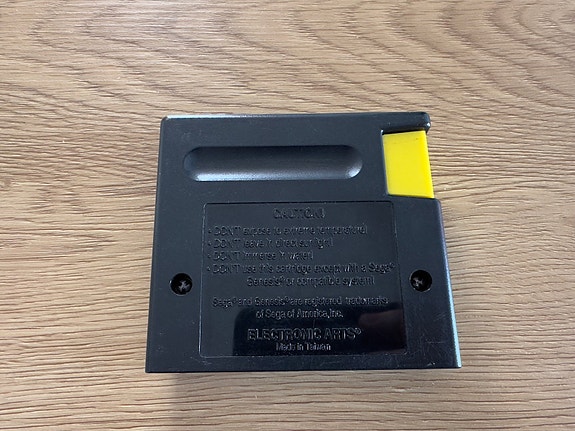 CAUTION!
• DON'T expose to extreme temperature!
• DON'T leave in direct sunlight!
• DON'T immerse in water!
• DON'T use this cartridge except with a Sega®
Genesis® or compatible system!
Sega® and Genesis® are registered trademarks
of Sega of America, Inc.
ELECTRONIC ARTS®
Made in Taiwan